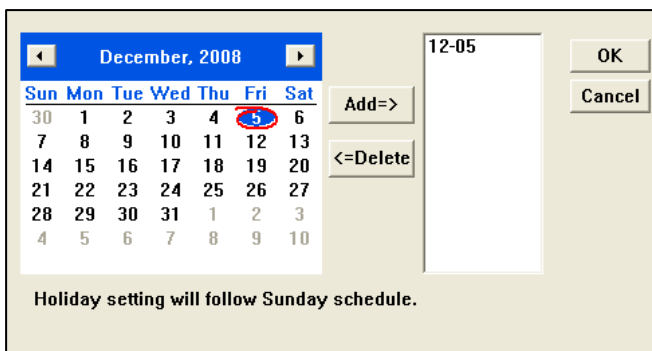 December, 2008
Sun Mon Tue Wed Thu Fri Sat
30 1 2 3 4 5 6
7 8 9 10 11 12 13
14 15 16 17 18 19 20
21 22 23 24 25 26 27
28 29 30 31 1 2 3
4 5 6 7 8 9 10
Add=>
<=Delete
12-05
OK
Cancel
Holiday setting will follow Sunday schedule.